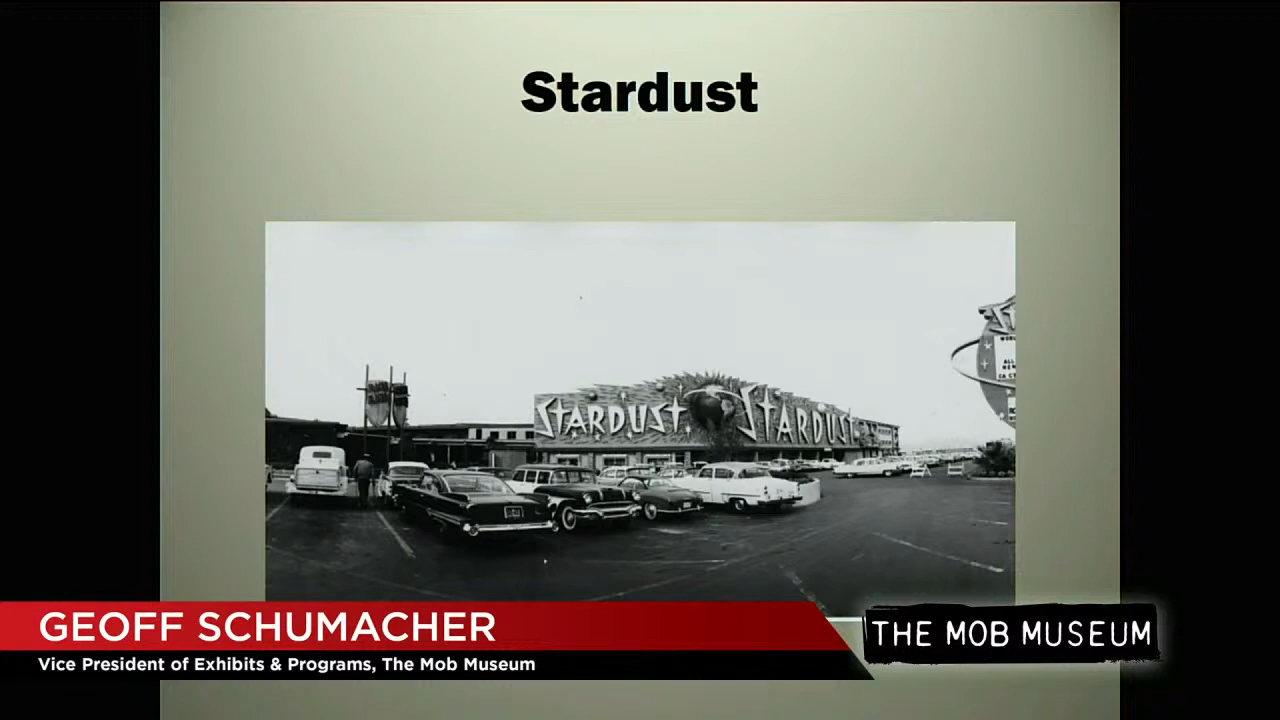 Stardust
STARDUST STARDUST
GEOFF SCHUMACHER
Vice President of Exhibits & Programs, The Mob Museum
THE MOB MUSEUM